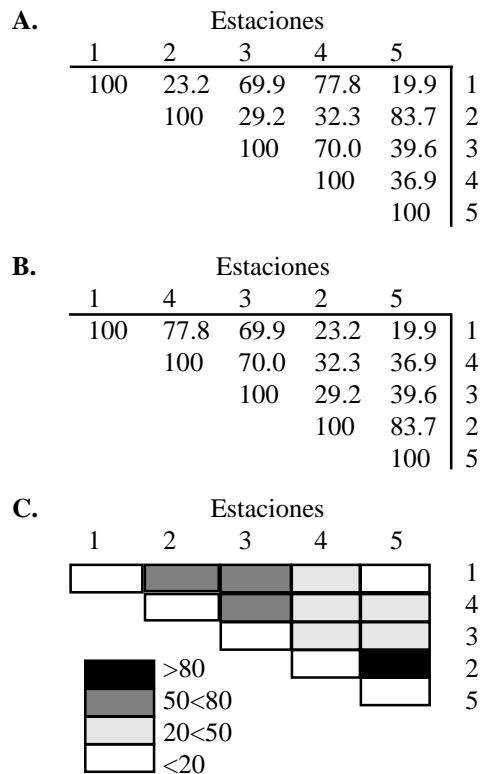 A. Estaciones
1 2 3 4 5
100 23.2 69.9 77.8 19.9 1
100 29.2 32.3 83.7 2
100 70.0 39.6 3
100 36.9 4
100 5
B. Estaciones
1 4 3 2 5
100 77.8 69.9 23.2 19.9 1
100 70.0 32.3 36.9 4
100 29.2 39.6 3
100 83.7 2
100 5
C. Estaciones
1 2 3 4 5
1
4
3
>80 2
50<80 5
20<50
<20